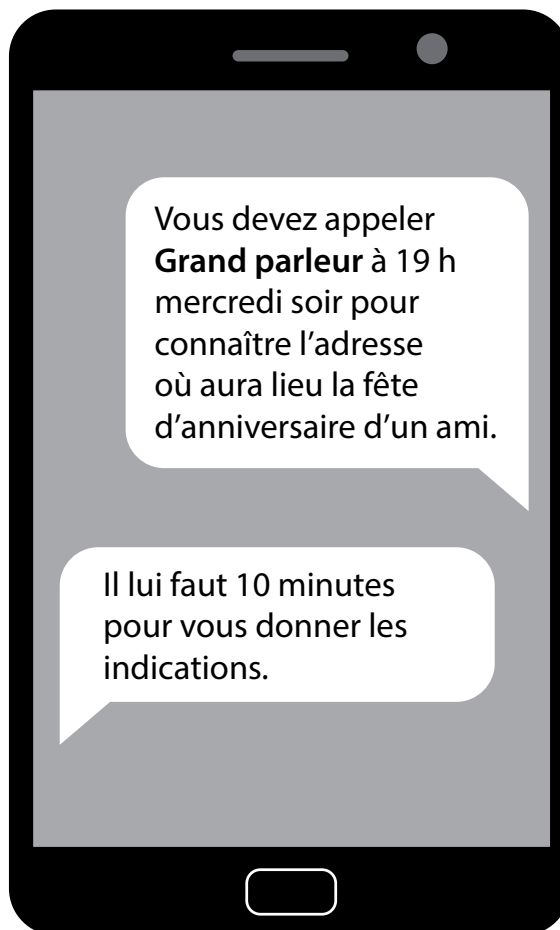 Vous devez appeler
Grand parleur à 19 h
mercredi soir pour
connaître l’adresse
où aura lieu la fête
d’anniversaire d’un ami.
Il lui faut 10 minutes
pour vous donner les
indications.